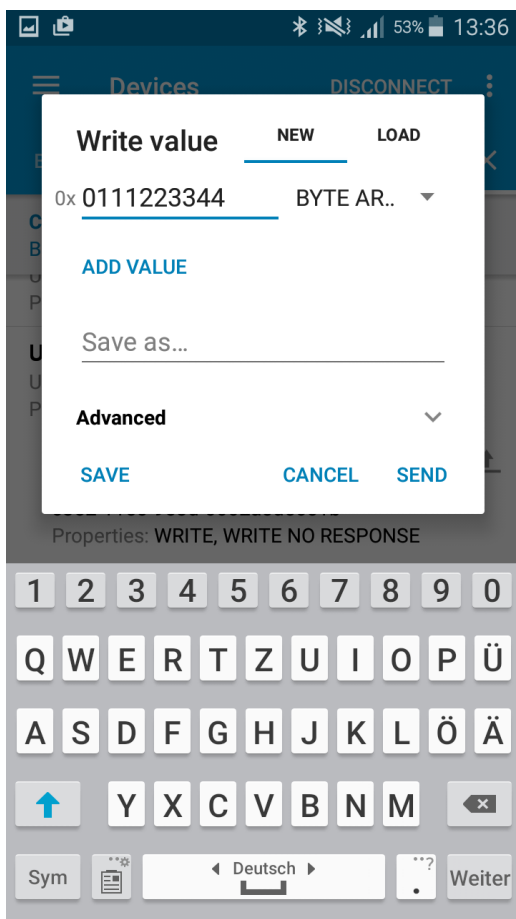 53% 13:36
Devices DISCONNECT
Write value NEW LOAD
0x 0111223344 BYTE AR..
ADD VALUE
Save as...
Advanced
SAVE CANCEL SEND
Properties: WRITE, WRITE NO RESPONSE
1 2 3 4 5 6 7 8 9 0
Q W E R T Z U I O P Ü
A S D F G H J K L Ö Ä
Y X C V B N M
Sym Deutsch . Weiter